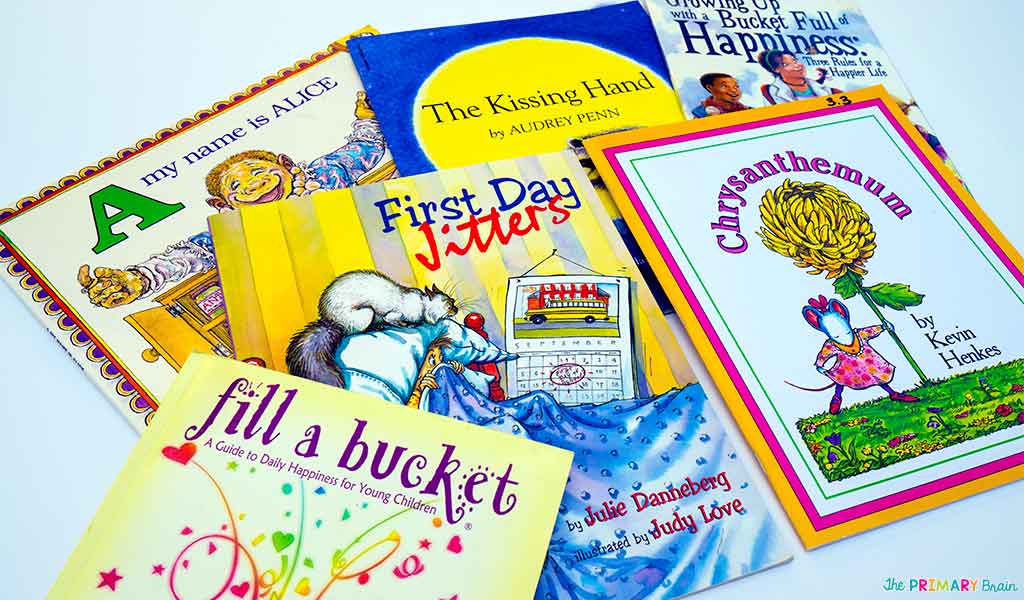 A my name is ALICE
The Kissing Hand
by AUDREY PENN
Growing Up
with a Bucket Full of
Happiness:
Three Rules for a
Happier Life
3.3
Chrysanthemum
by
Kevin
Henkes
First Day
Jitters
SEPTEMBER
by Julie Danneberg
illustrated by Judy Love
fill a bucket
A Guide to Daily Happiness for Young Children
®
The PRIMARY Brain